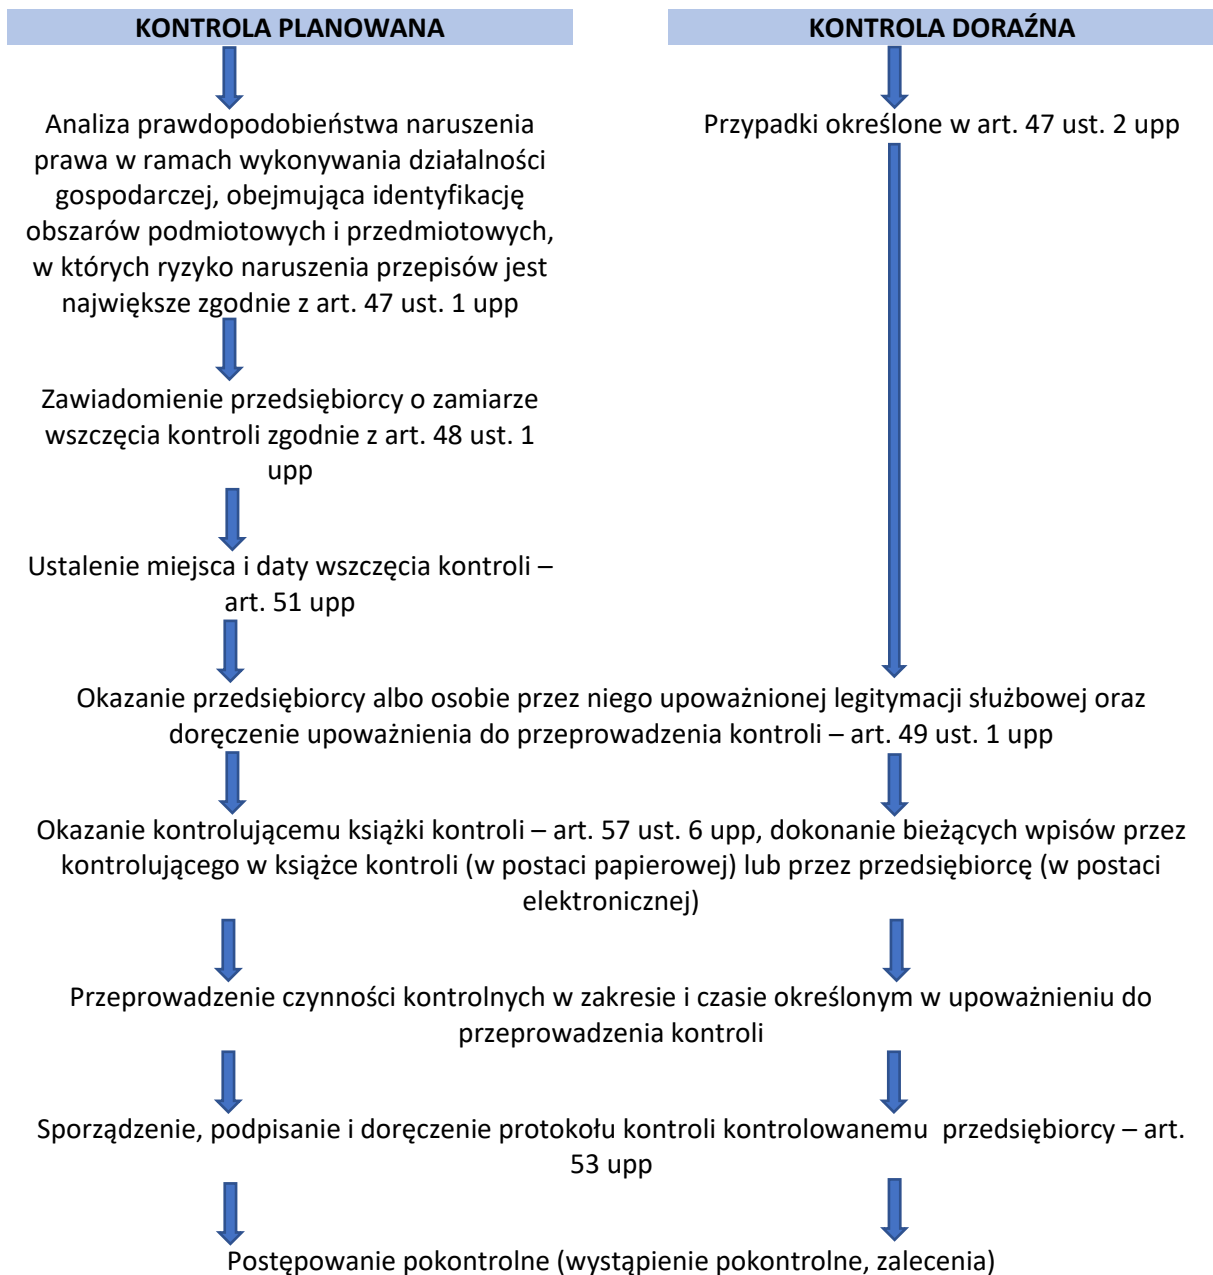 KONTROLA PLANOWANA
KONTROLA DORAŹNA
Analiza prawdopodobieństwa naruszenia
prawa w ramach wykonywania działalności
gospodarczej, obejmująca identyfikację
obszarów podmiotowych i przedmiotowych,
w których ryzyko naruszenia przepisów jest
największe zgodnie z art. 47 ust. 1 upp
Przypadki określone w art. 47 ust. 2 upp
Zawiadomienie przedsiębiorcy o zamiarze
wszczęcia kontroli zgodnie z art. 48 ust. 1
upp
Ustalenie miejsca i daty wszczęcia kontroli –
art. 51 upp
Okazanie przedsiębiorcy albo osobie przez niego upoważnionej legitymacji służbowej oraz
doręczenie upoważnienia do przeprowadzenia kontroli – art. 49 ust. 1 upp
Okazanie kontrolującemu książki kontroli – art. 57 ust. 6 upp, dokonanie bieżących wpisów przez
kontrolującego w książce kontroli (w postaci papierowej) lub przez przedsiębiorcę (w postaci
elektronicznej)
Przeprowadzenie czynności kontrolnych w zakresie i czasie określonym w upoważnieniu do
przeprowadzenia kontroli
Sporządzenie, podpisanie i doręczenie protokołu kontroli kontrolowanemu przedsiębiorcy – art.
53 upp
Postępowanie pokontrolne (wystąpienie pokontrolne, zalecenia)